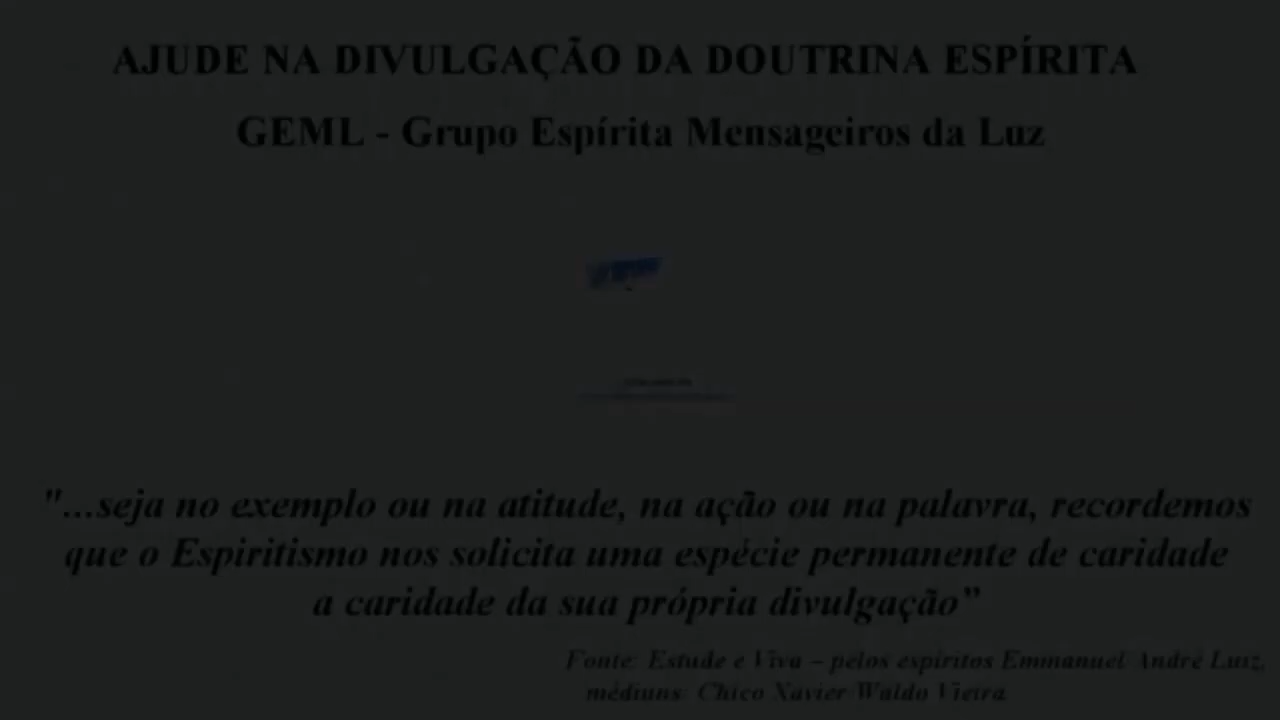 AJUDE NA DIVULGAÇÃO DA DOUTRINA ESPÍRITA
GEML - Grupo Espírita Mensageiros da Luz
"...seja no exemplo ou na atitude, na ação ou na palavra, recordemos
que o Espiritismo nos solicita uma espécie permanente de caridade
a caridade da sua própria divulgação”
Fonte: Estude e Viva – pelos espíritos Emmanuel André Luiz,
médiuns: Chico Xavier Waldo Vieira